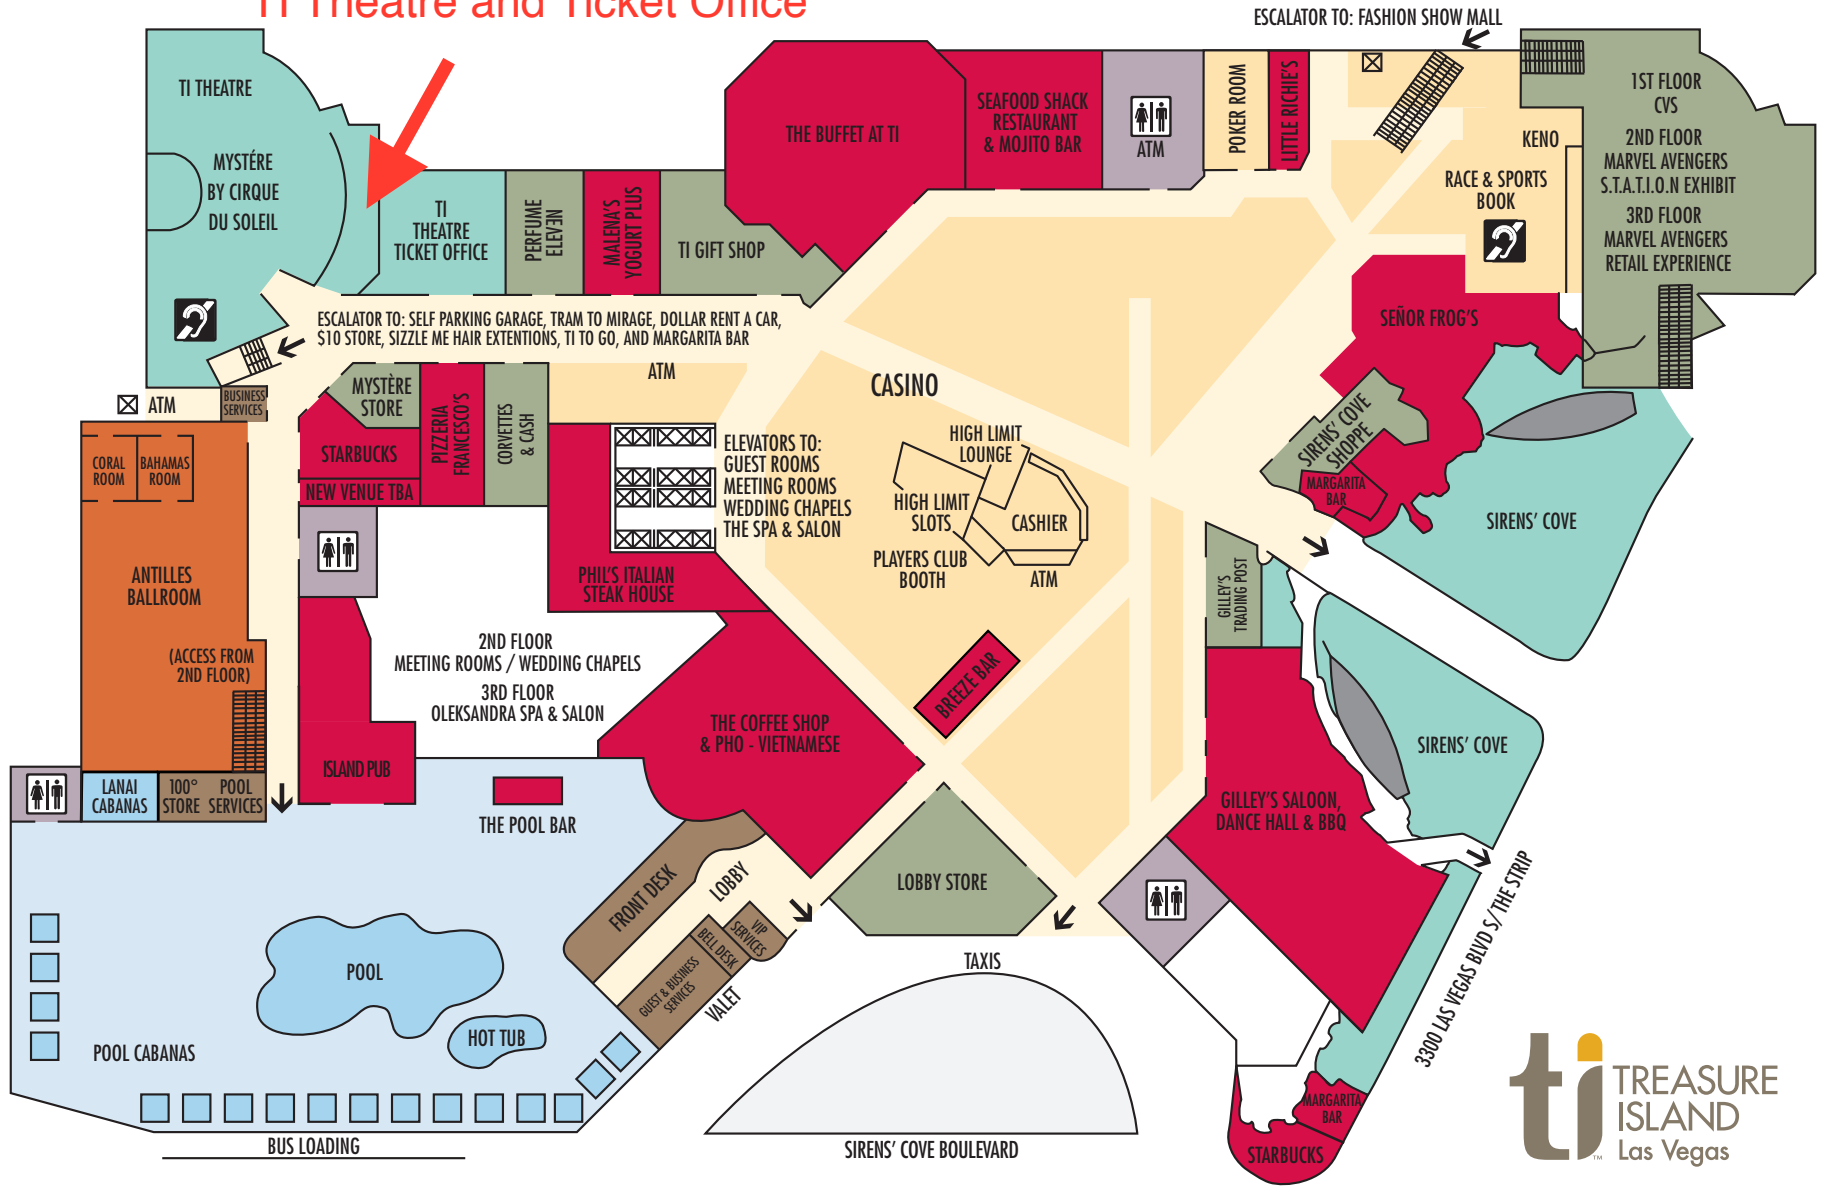 TI Theatre and Ticket Office
ESCALATOR TO: FASHION SHOW MALL
TI THEATRE
MYSTÉRE
BY CIRQUE
DU SOLEIL
TI
THEATRE
TICKET OFFICE
PERFUME
ELEVEN
MALENA'S
YOGURT PLUS
TI GIFT SHOP
THE BUFFET AT TI
SEAFOOD SHACK
RESTAURANT
& MOJITO BAR
ATM
POKER ROOM
LITTLE RICHIE'S
KENO
RACE & SPORTS
BOOK
1ST FLOOR
CVS
2ND FLOOR
MARVEL AVENGERS
S.T.A.T.I.O.N EXHIBIT
3RD FLOOR
MARVEL AVENGERS
RETAIL EXPERIENCE
ESCALATOR TO: SELF PARKING GARAGE, TRAM TO MIRAGE, DOLLAR RENT A CAR,
$10 STORE, SIZZLE ME HAIR EXTENTIONS, TI TO GO, AND MARGARITA BAR
ATM
CASINO
SEÑOR FROG'S
ATM
BUSINESS
SERVICES
MYSTÈRE
STORE
STARBUCKS
NEW VENUE TBA
PIZZERIA
FRANCESCO'S
CORVETTES
& CASH
ELEVATORS TO:
GUEST ROOMS
MEETING ROOMS
WEDDING CHAPELS
THE SPA & SALON
HIGH LIMIT
LOUNGE
HIGH LIMIT
SLOTS
CASHIER
PLAYERS CLUB
BOOTH
ATM
SIRENS' COVE
SHOPPE
MARGARITA
BAR
SIRENS' COVE
CORAL
ROOM
BAHAMAS
ROOM
ANTILLES
BALLROOM
(ACCESS FROM
2ND FLOOR)
PHIL'S ITALIAN
STEAK HOUSE
2ND FLOOR
MEETING ROOMS / WEDDING CHAPELS
3RD FLOOR
OLEKSANDRA SPA & SALON
GILLEY'S
TRADING POST
BREEZE BAR
THE COFFEE SHOP
& PHO - VIETNAMESE
SIRENS' COVE
ISLAND PUB
LANAI
CABANAS
100°
STORE
POOL
SERVICES
THE POOL BAR
GILLEY'S SALOON,
DANCE HALL & BBQ
FRONT DESK
LOBBY
LOBBY STORE
VIP
SERVICES
BELL DESK
GUEST & BUSINESS
SERVICES
VALET
TAXIS
POOL
HOT TUB
POOL CABANAS
3300 LAS VEGAS BLVD S/THE STRIP
BUS LOADING
SIRENS' COVE BOULEVARD
MARGARITA
BAR
STARBUCKS
ti
TM
TREASURE
ISLAND
Las Vegas